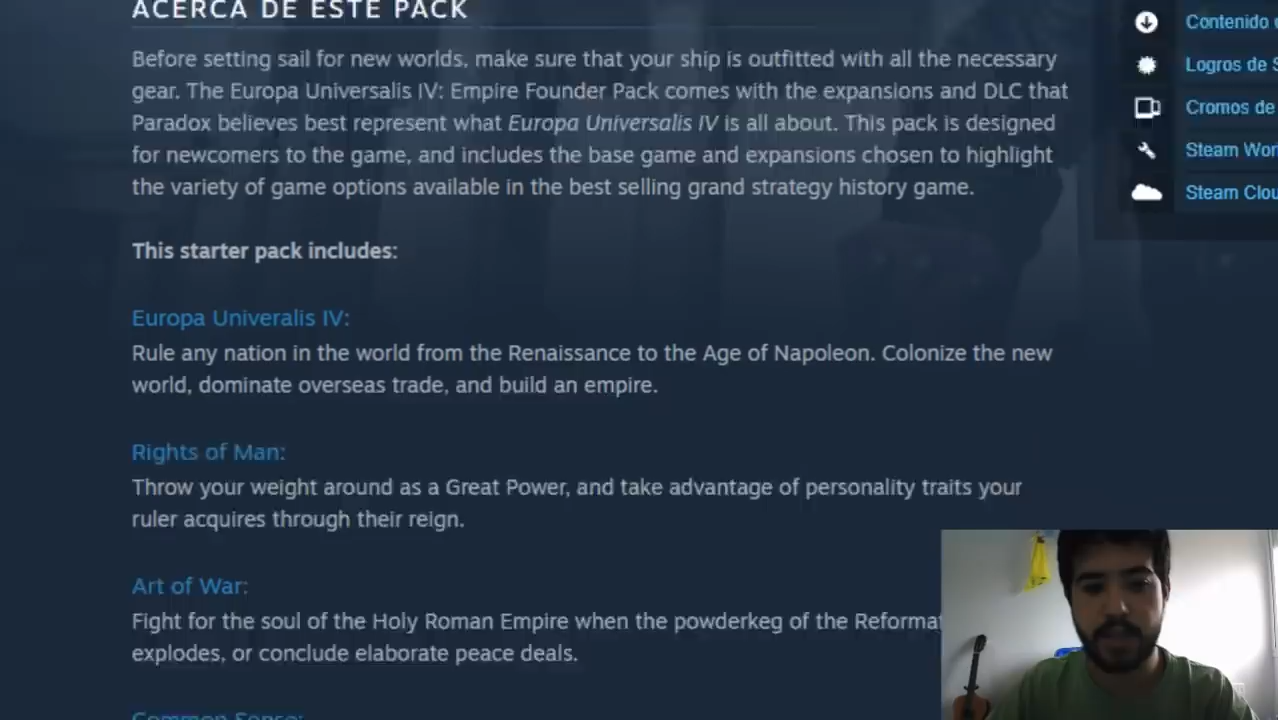 ACERCA DE ESTE PACK
Before setting sail for new worlds, make sure that your ship is outfitted with all the necessary
gear. The Europa Universalis IV: Empire Founder Pack comes with the expansions and DLC that
Paradox believes best represent what Europa Universalis IV is all about. This pack is designed
for newcomers to the game, and includes the base game and expansions chosen to highlight
the variety of game options available in the best selling grand strategy history game.
This starter pack includes:
Europa Univeralis IV:
Rule any nation in the world from the Renaissance to the Age of Napoleon. Colonize the new
world, dominate overseas trade, and build an empire.
Rights of Man:
Throw your weight around as a Great Power, and take advantage of personality traits your
ruler acquires through their reign.
Art of War:
Fight for the soul of the Holy Roman Empire when the powderkeg of the
explodes, or conclude elaborate peace deals.
Common Sense:
Contenido
Logros de
Cromos de
Steam
Steam